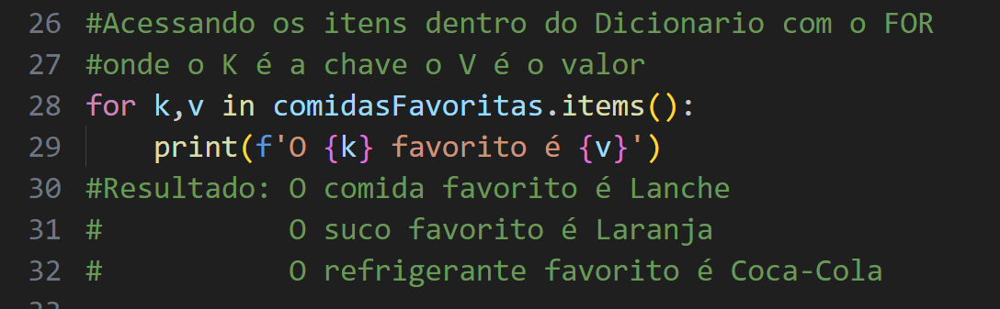 26 #Acessando os itens dentro do Dicionario com o FOR
27 #onde o K é a chave o V é o valor
28 for k,v in comidasFavoritas.items():
29     print(f'O {k} favorito é {v}')
30 #Resultado: O comida favorito é Lanche
31 #           O suco favorito é Laranja
32 #           O refrigerante favorito é Coca-Cola